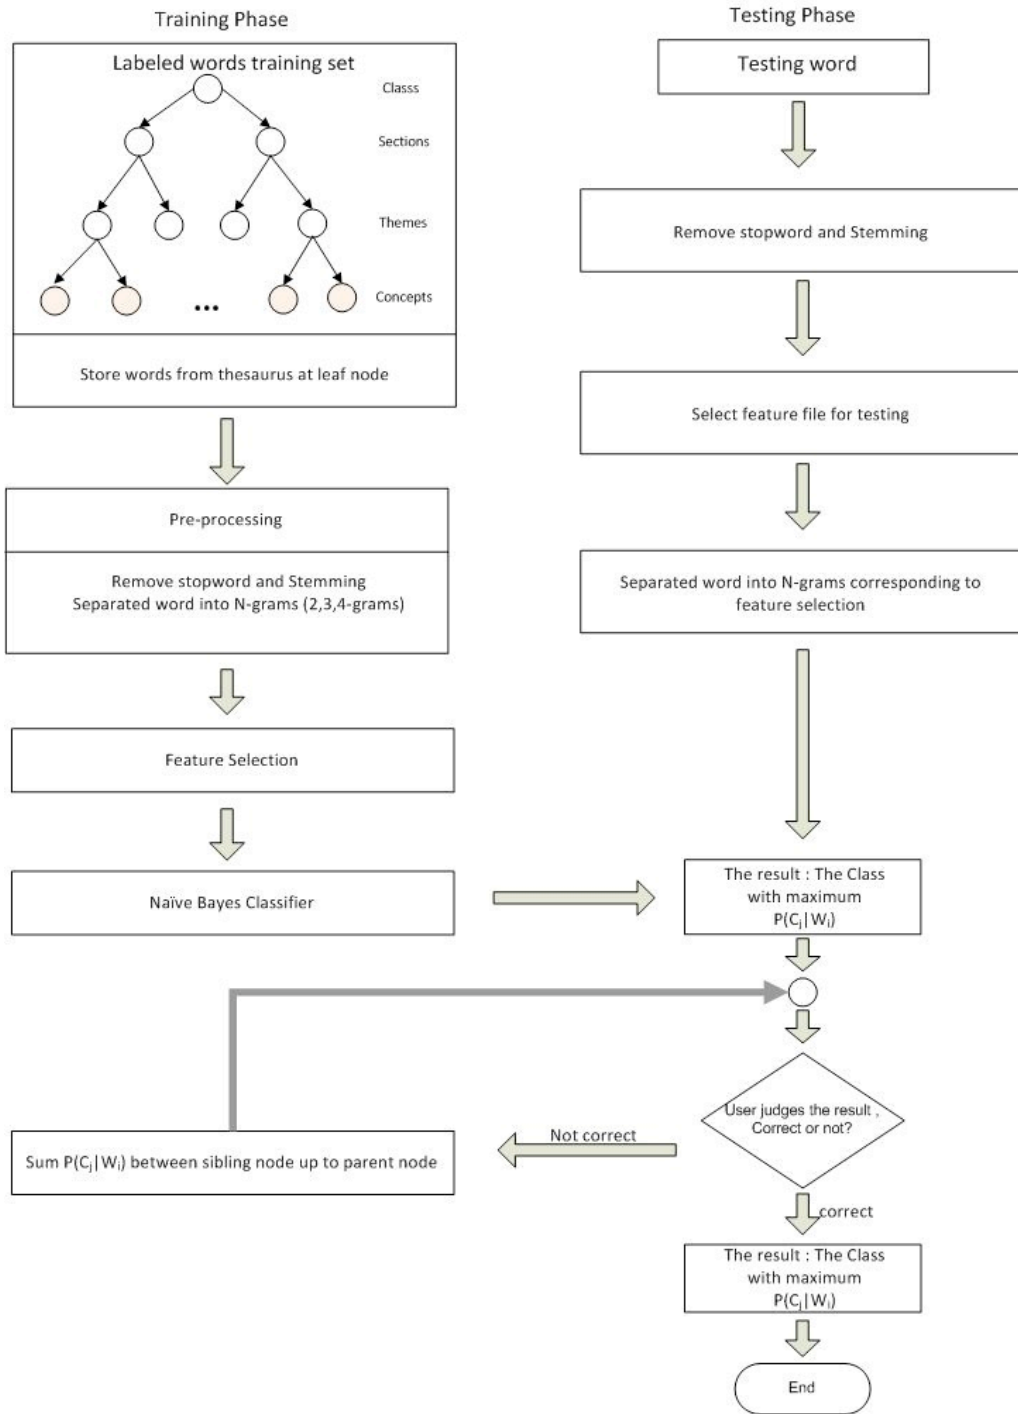 Training Phase
Labeled words training set
Classs
Sections
Themes
Concepts
...
Store words from thesaurus at leaf node
Pre-processing
Remove stopword and Stemming
Separated word into N-grams (2,3,4-grams)
Feature Selection
Naïve Bayes Classifier
Testing Phase
Testing word
Remove stopword and Stemming
Select feature file for testing
Separated word into N-grams corresponding to
feature selection
The result : The Class
with maximum
P(Cj|Wi)
User judges the result ,
Correct or not?
Not correct
Sum P(Cj|Wi) between sibling node up to parent node
correct
The result : The Class
with maximum
P(Cj|Wi)
End